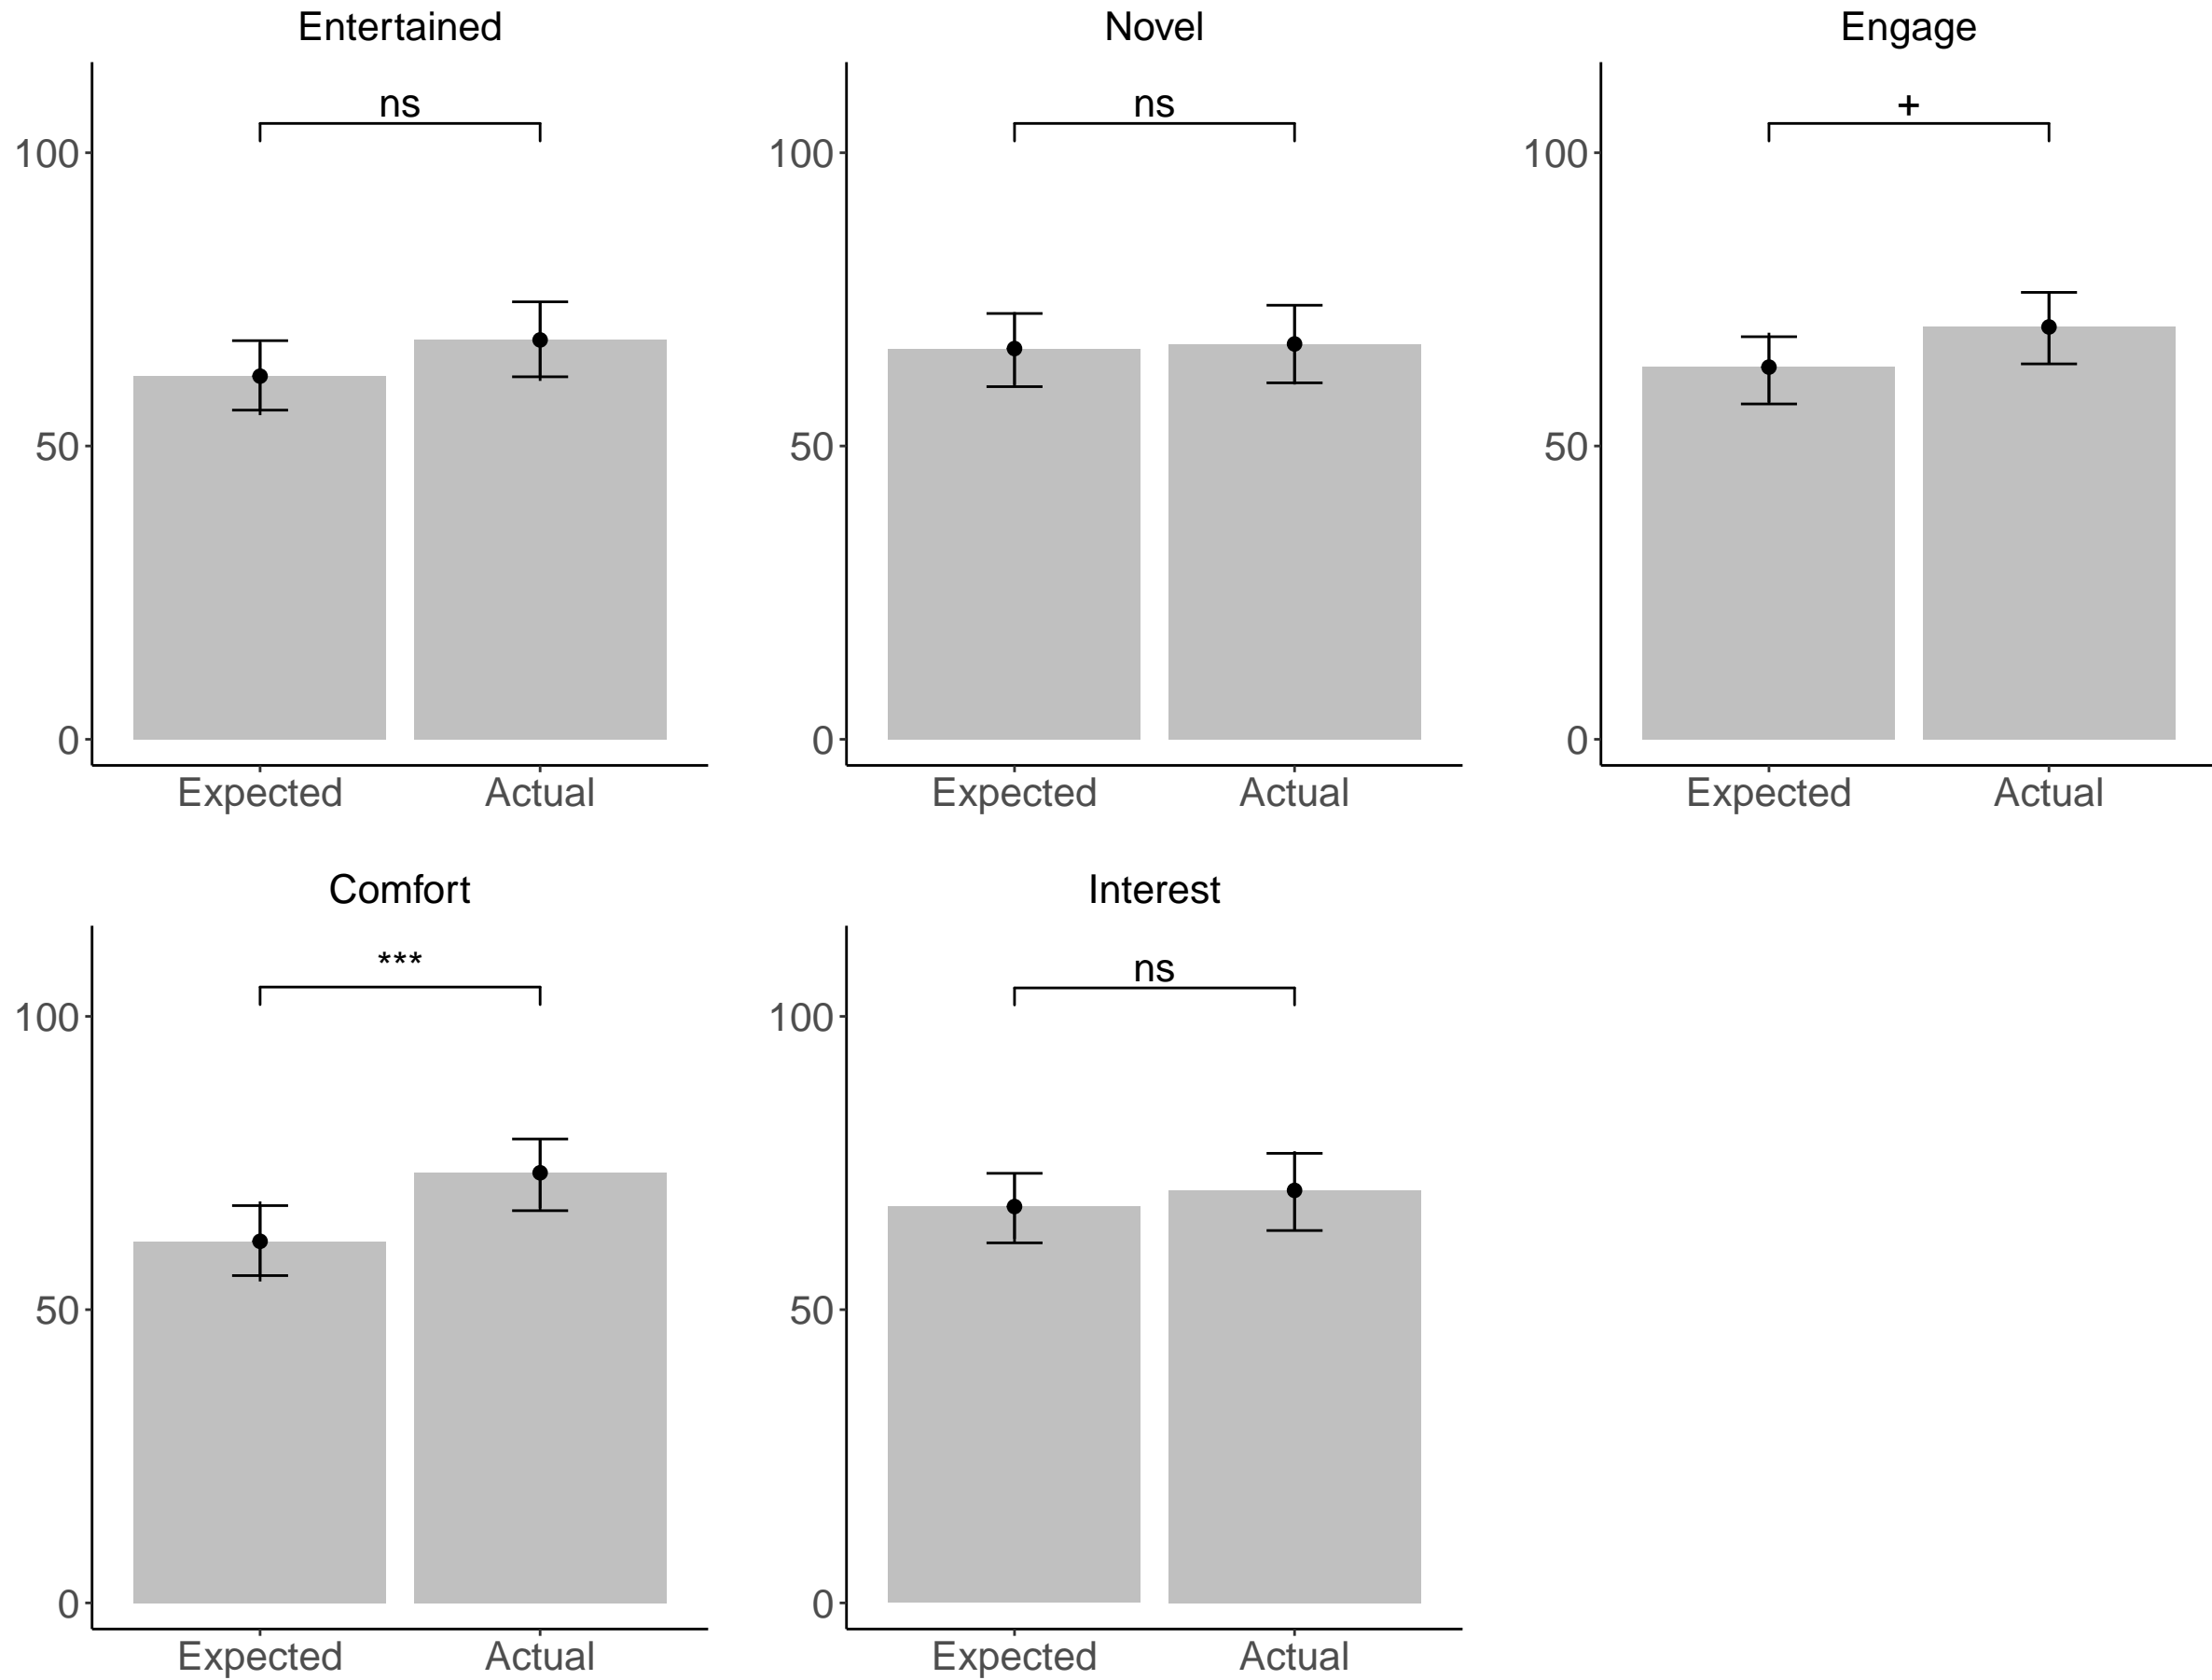 Entertained Novel Engage
ns ns +
100 100 100
50 50 50
0 0 0
Expected Actual Expected Actual Expected Actual
Comfort Interest
*** ns
100 100
50 50
0 0
Expected Actual Expected Actual